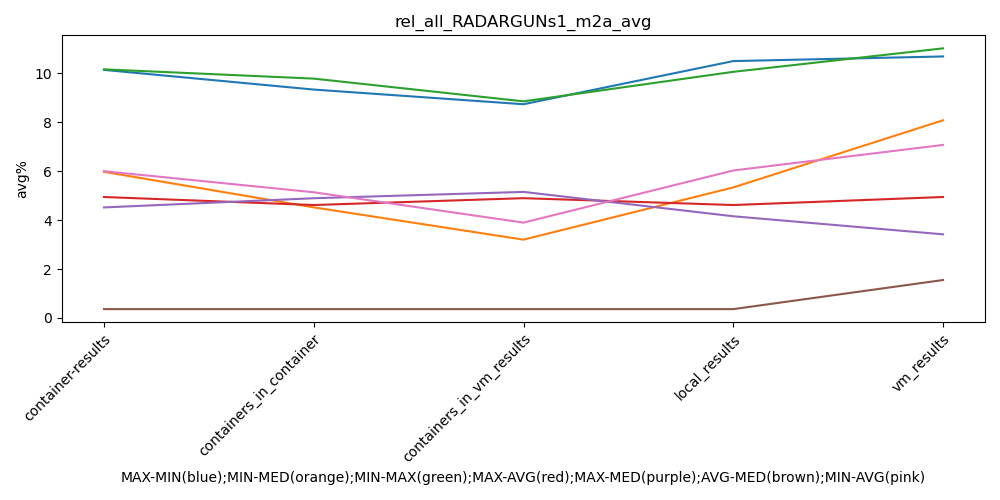 rel_all_RADARGUNs1_m2a_avg
avg%
10
8
6
4
2
0
container-results
containers_in_container
containers_in_vm_results
local_results
vm_results
MAX-MIN(blue);MIN-MED(orange);MIN-MAX(green);MAX-AVG(red);MAX-MED(purple);AVG-MED(brown);MIN-AVG(pink)